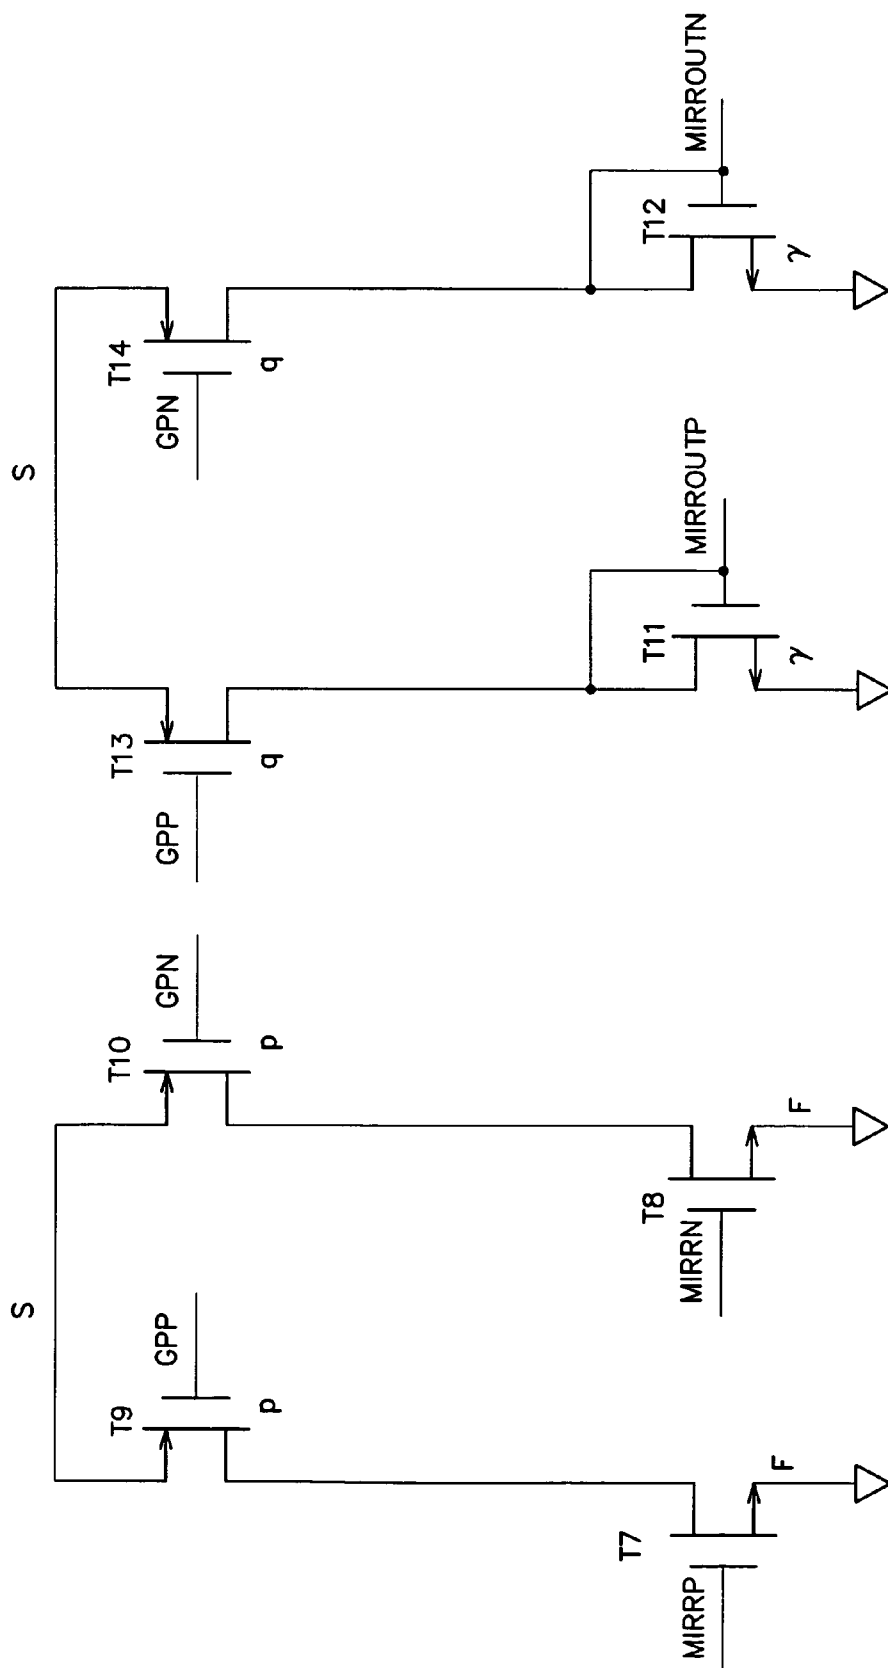 S
S
T9
GPP
p
T10
GPN
p
T13
GPP
q
T14
GPN
q
T7
MIRRP
F
T8
MIRRN
F
T11
MIRROUTP
γ
T12
MIRROUTN
γ